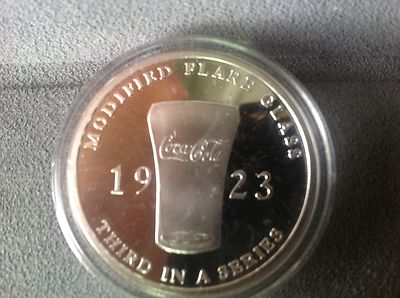 MODIFIED FLARE GLASS
Coca-Cola
19 23
THIRD IN A SERIES